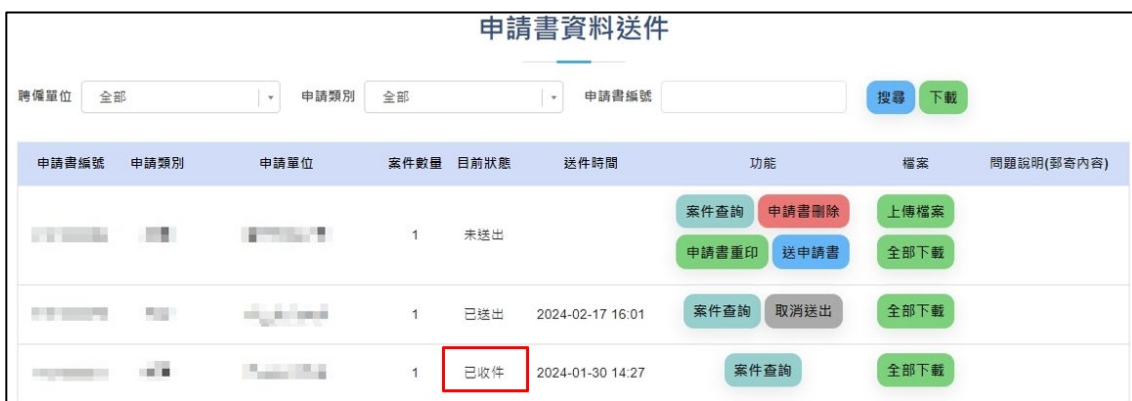 申請書資料送件
聘僱單位 全部 申請類別 全部 申請書編號 搜尋 下載
申請書編號 申請類別 申請單位 案件數量 目前狀態 送件時間 功能 檔案 問題說明(郵寄內容)
案件查詢 申請書刪除 上傳檔案
1 未送出
申請書重印 送申請書 全部下載
1 已送出 2024-02-17 16:01 案件查詢 取消送出 全部下載
1 已收件 2024-01-30 14:27 案件查詢 全部下載